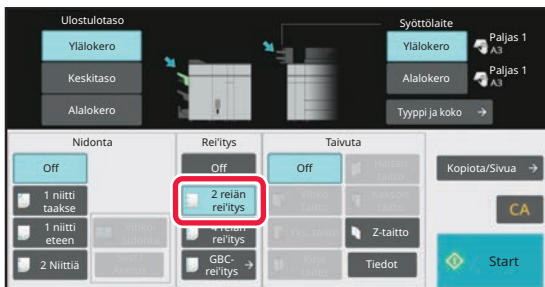 Ulostulotaso
Ylälokero
Keskitaso
Alalokero
Syöttölaite
Ylälokero
Paljas 1
A3
Alalokero
Paljas 1
A3
Tyyppi ja koko →
Nidonta
Off
1 niitti
taakse
1 niitti
eteen
2 Niittiä
Rei'itys
Off
2 reiän
rei'itys
4 reiän
rei'itys
GBC-
rei'itys →
Taivuta
Off
Z-taitto
Tiedot
Kopiota/Sivua →
CA
Start